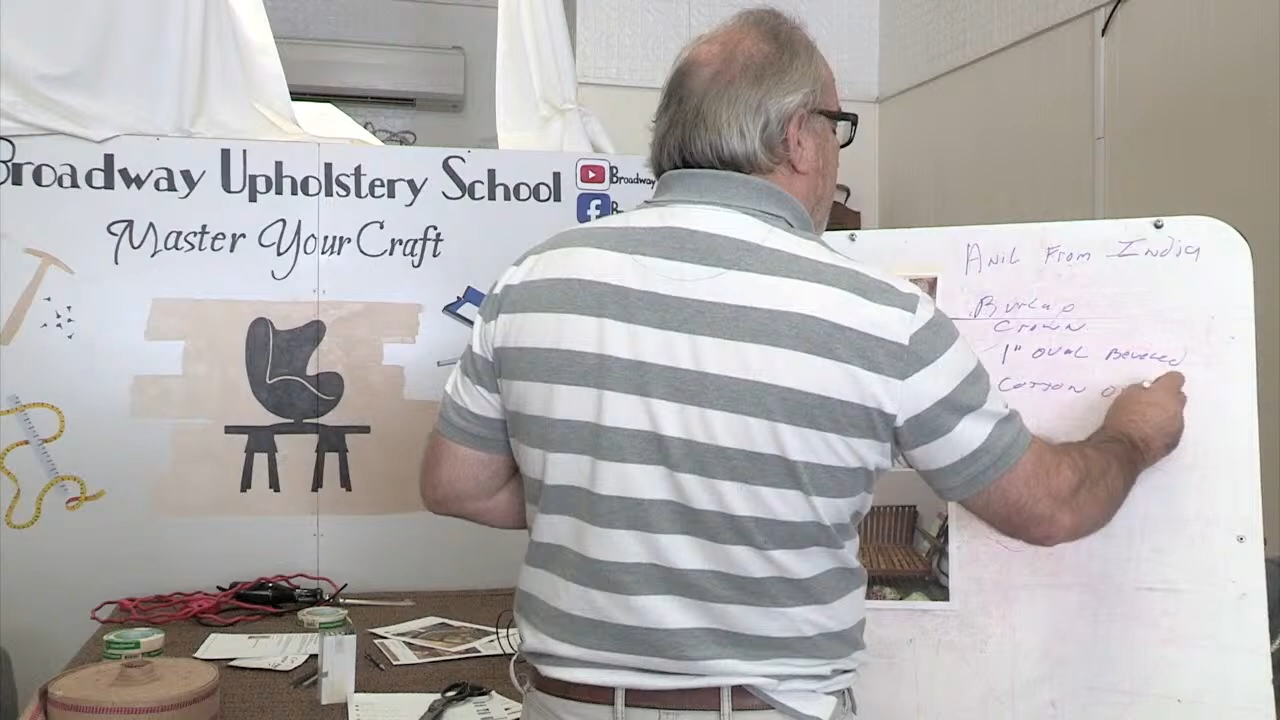 Broadway Upholstery School
Master Your Craft
Broadway
Anil From India
Burlap
Crown
1" oval Beveled
Cotton